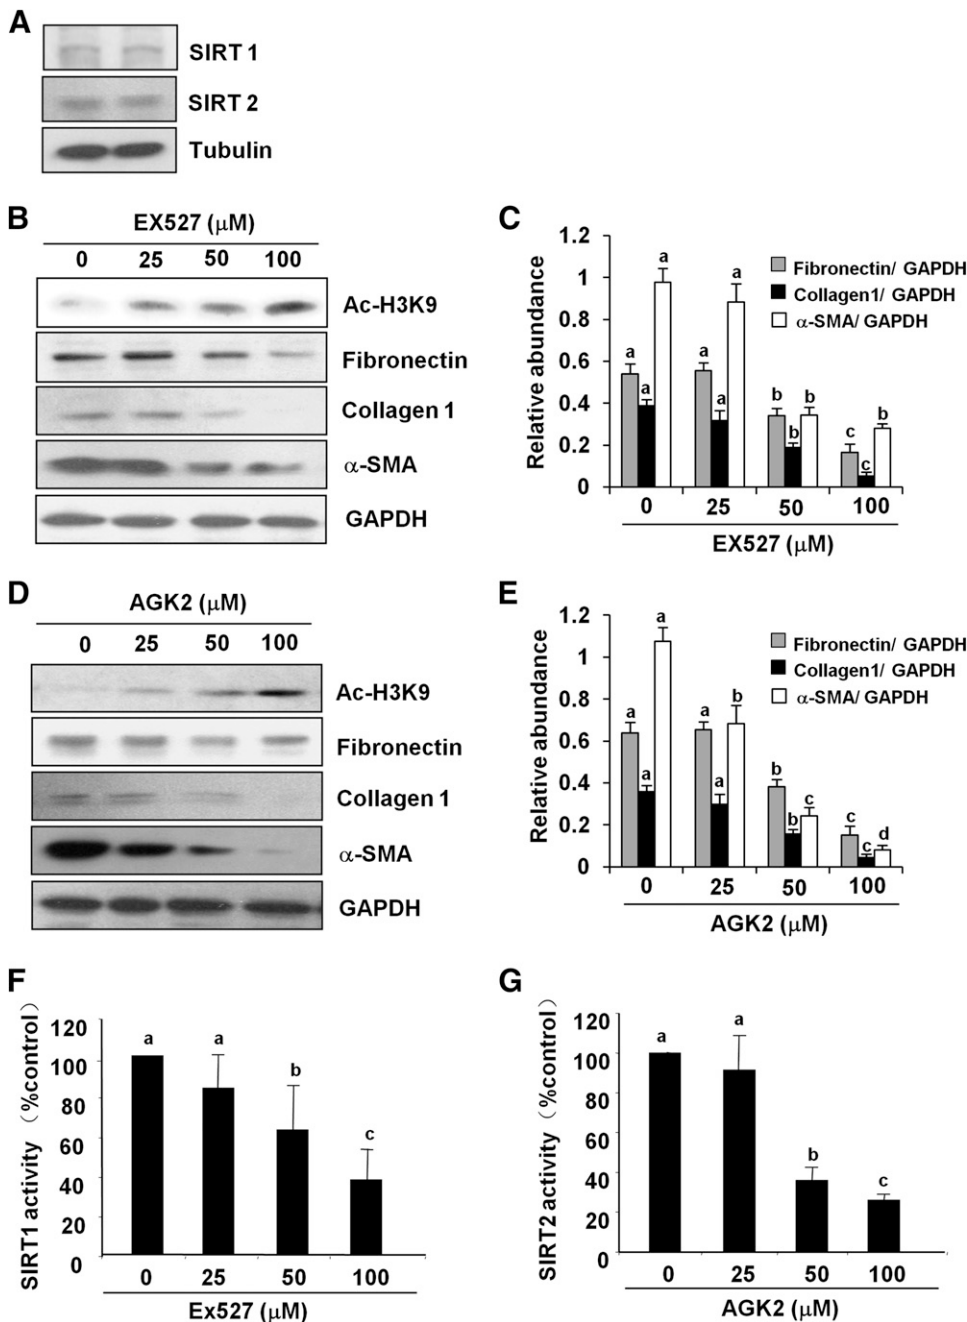 A
SIRT 1
SIRT 2
Tubulin
B
EX527 (μM)
0 25 50 100
Ac-H3K9
Fibronectin
Collagen 1
α-SMA
GAPDH
C
1.2
1
0.8
0.6
0.4
0.2
0
Relative abundance
Fibronectin/ GAPDH
Collagen1/ GAPDH
α-SMA/ GAPDH
a a a
a a a
b b b
c c b
0 25 50 100
EX527 (μM)
D
AGK2 (μM)
0 25 50 100
Ac-H3K9
Fibronectin
Collagen 1
α-SMA
GAPDH
E
1.2
1
0.8
0.6
0.4
0.2
0
Relative abundance
Fibronectin/ GAPDH
Collagen1/ GAPDH
α-SMA/ GAPDH
a a a
a a b
b b c
c c d
0 25 50 100
AGK2 (μM)
F
SIRT1 activity (%control)
120
100
80
60
40
20
0
a a b c
0 25 50 100
Ex527 (μM)
G
SIRT2 activity (%control)
120
100
80
60
40
20
0
a a b c
0 25 50 100
AGK2 (μM)